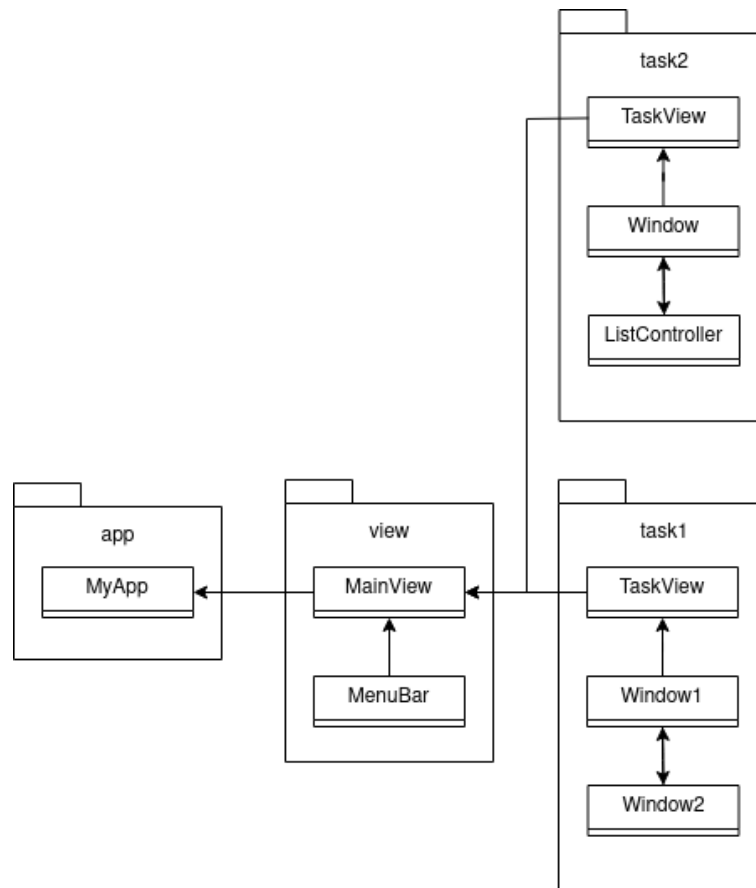 task2
TaskView
Window
ListController
app
MyApp
view
MainView
MenuBar
task1
TaskView
Window1
Window2